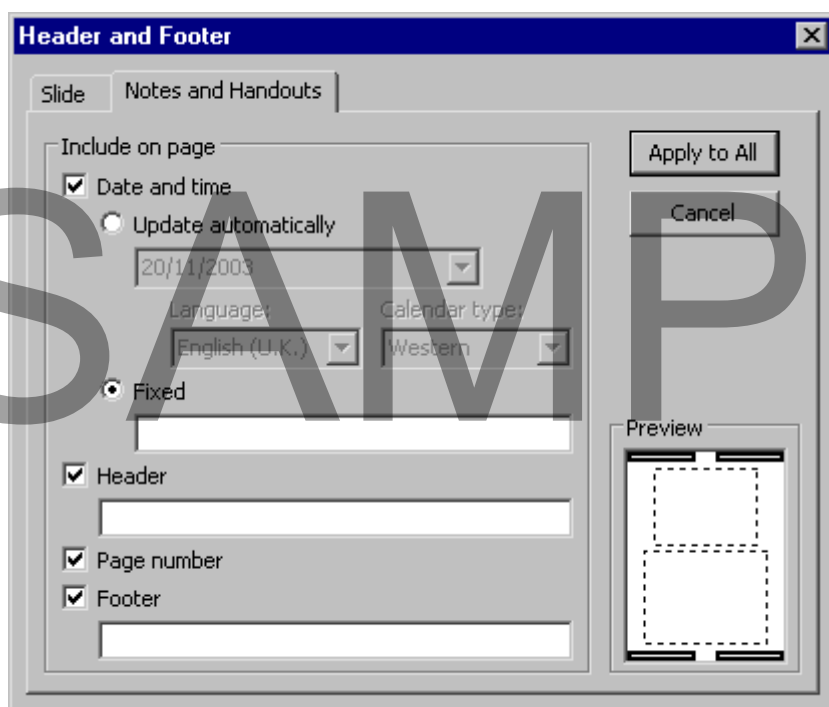 Header and Footer
Slide
Notes and Handouts
Include on page
Date and time
Update automatically
20/11/2003
Language:
Calendar type:
English (U.K.)
Western
Fixed
Header
Page number
Footer
Apply to All
Cancel
Preview
SAMP